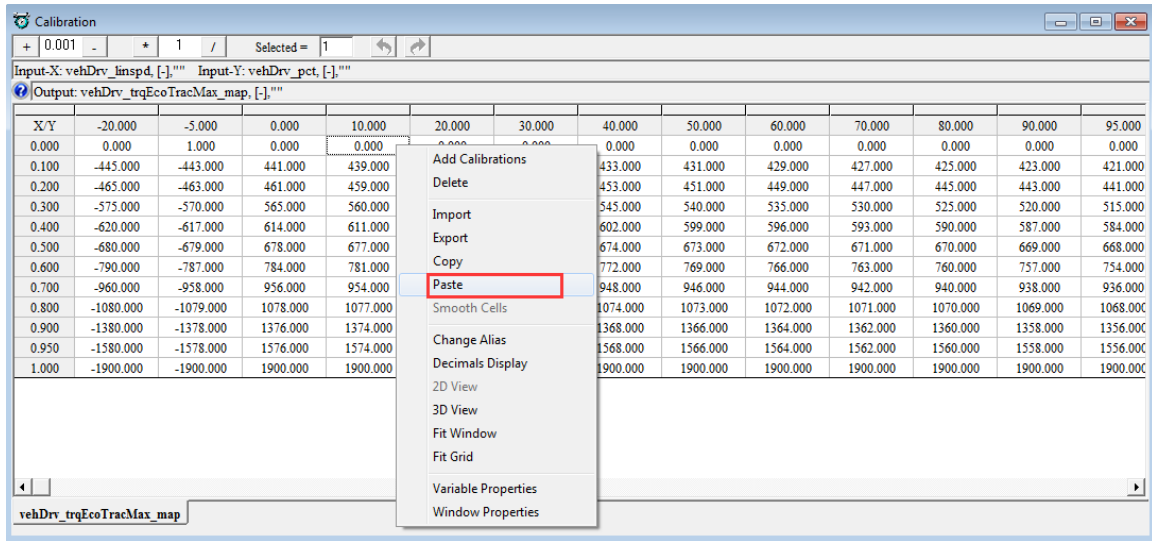 Calibration
+ 0.001 - * 1 / Selected = 1
Input-X: vehDrv_linspd, [-],"" Input-Y: vehDrv_pct, [-],""
? Output: vehDrv_trqEcoTracMax_map, [-],""
X/Y -20.000 -5.000 0.000 10.000 20.000 30.000 40.000 50.000 60.000 70.000 80.000 90.000 95.000
0.000 0.000 1.000 0.000 0.000 0.000 0.000 0.000 0.000 0.000 0.000 0.000 0.000 0.000
0.100 -445.000 -443.000 441.000 439.000 433.000 431.000 429.000 427.000 425.000 423.000 421.000
0.200 -465.000 -463.000 461.000 459.000 453.000 451.000 449.000 447.000 445.000 443.000 441.000
0.300 -575.000 -570.000 565.000 560.000 545.000 540.000 535.000 530.000 525.000 520.000 515.000
0.400 -620.000 -617.000 614.000 611.000 602.000 599.000 596.000 593.000 590.000 587.000 584.000
0.500 -680.000 -679.000 678.000 677.000 674.000 673.000 672.000 671.000 670.000 669.000 668.000
0.600 -790.000 -787.000 784.000 781.000 772.000 769.000 766.000 763.000 760.000 757.000 754.000
0.700 -960.000 -958.000 956.000 954.000 948.000 946.000 944.000 942.000 940.000 938.000 936.000
0.800 -1080.000 -1079.000 1078.000 1077.000 1074.000 1073.000 1072.000 1071.000 1070.000 1069.000 1068.000
0.900 -1380.000 -1378.000 1376.000 1374.000 1368.000 1366.000 1364.000 1362.000 1360.000 1358.000 1356.000
0.950 -1580.000 -1578.000 1576.000 1574.000 1568.000 1566.000 1564.000 1562.000 1560.000 1558.000 1556.000
1.000 -1900.000 -1900.000 1900.000 1900.000 1900.000 1900.000 1900.000 1900.000 1900.000 1900.000 1900.000
Add Calibrations
Delete
Import
Export
Copy
Paste
Smooth Cells
Change Alias
Decimals Display
2D View
3D View
Fit Window
Fit Grid
Variable Properties
Window Properties
vehDrv_trqEcoTracMax_map